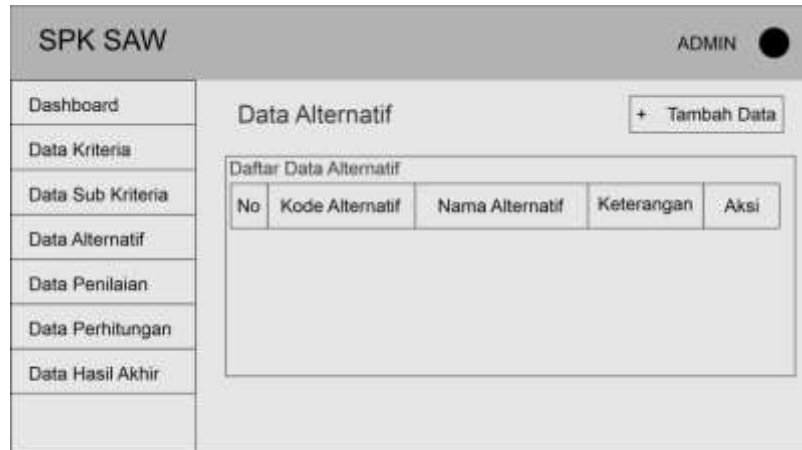 SPK SAW
ADMIN
Dashboard
Data Kriteria
Data Sub Kriteria
Data Alternatif
Data Penilaian
Data Perhitungan
Data Hasil Akhir
Data Alternatif
+ Tambah Data
Daftar Data Alternatif
No Kode Alternatif Nama Alternatif Keterangan Aksi